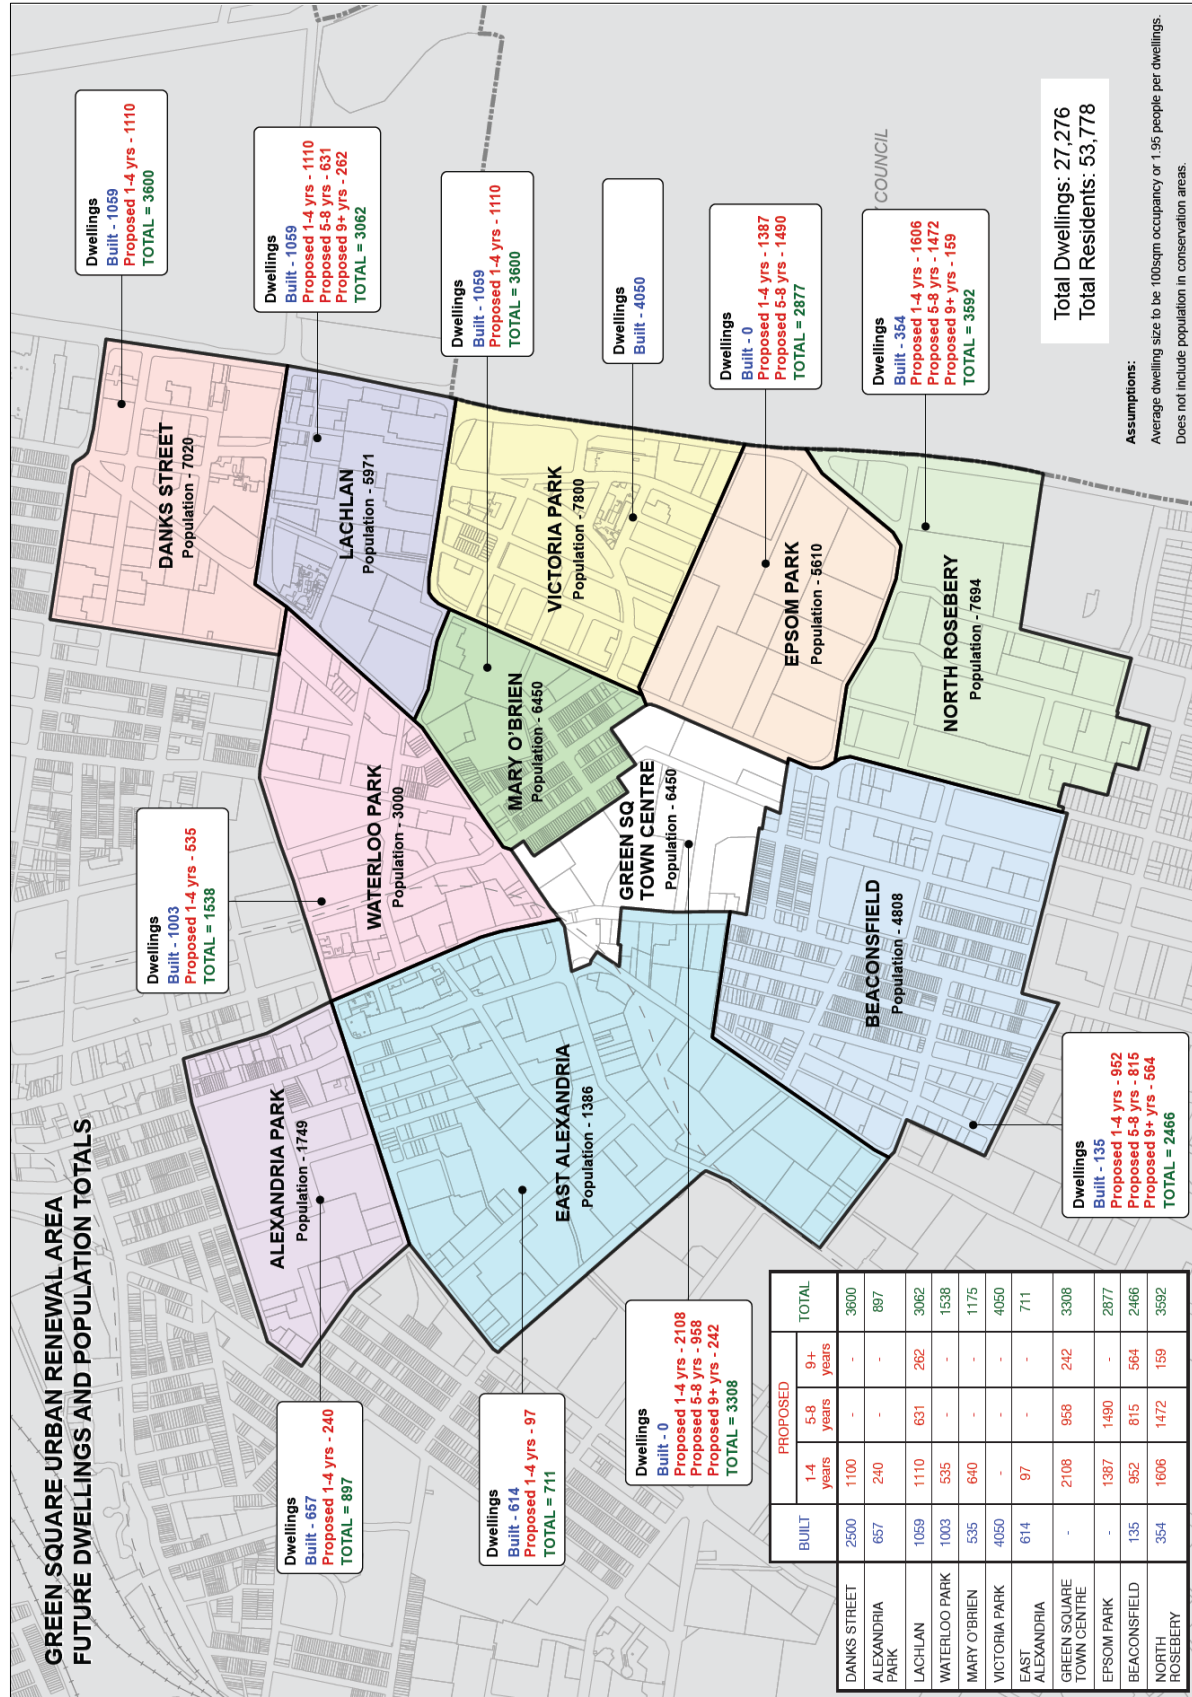 GREEN SQUARE URBAN RENEWAL AREA
FUTURE DWELLINGS AND POPULATION TOTALS
Dwellings
Built - 1059
Proposed 1-4 yrs - 1110
TOTAL = 3600
Dwellings
Built - 1059
Proposed 1-4 yrs - 1110
Proposed 5-8 yrs - 631
Proposed 9+ yrs - 262
TOTAL = 3062
Dwellings
Built - 1059
Proposed 1-4 yrs - 1110
TOTAL = 3600
Dwellings
Built - 4050
Dwellings
Built - 0
Proposed 1-4 yrs - 1387
Proposed 5-8 yrs - 1490
TOTAL = 2877
Dwellings
Built - 354
Proposed 1-4 yrs - 1606
Proposed 5-8 yrs - 1472
Proposed 9+ yrs - 159
TOTAL = 3592
COUNCIL
DANKS STREET
Population - 7020
LACHLAN
Population - 5971
VICTORIA PARK
Population - 7800
EPSOM PARK
Population - 5610
NORTH ROSEBERY
Population - 7694
WATERLOO PARK
Population - 3000
MARY O'BRIEN
Population - 6450
GREEN SQ
TOWN CENTRE
Population - 6450
BEACONSFIELD
Population - 4808
ALEXANDRIA PARK
Population - 1749
EAST ALEXANDRIA
Population - 1386
Dwellings
Built - 1003
Proposed 1-4 yrs - 535
TOTAL = 1538
Dwellings
Built - 657
Proposed 1-4 yrs - 240
TOTAL = 897
Dwellings
Built - 614
Proposed 1-4 yrs - 97
TOTAL = 711
Dwellings
Built - 0
Proposed 1-4 yrs - 2108
Proposed 5-8 yrs - 958
Proposed 9+ yrs - 242
TOTAL = 3308
Dwellings
Built - 135
Proposed 1-4 yrs - 952
Proposed 5-8 yrs - 815
Proposed 9+ yrs - 564
TOTAL = 2466
BUILT PROPOSED TOTAL
1-4 years 5-8 years 9+ years
DANKS STREET 2500 1100 - - 3600
ALEXANDRIA PARK 657 240 - - 897
LACHLAN 1059 1110 631 262 3062
WATERLOO PARK 1003 535 - - 1538
MARY O'BRIEN 535 640 - - 1175
VICTORIA PARK 4050 - - - 4050
EAST ALEXANDRIA 614 97 - - 711
GREEN SQUARE TOWN CENTRE - 2108 958 242 3308
EPSOM PARK - 1387 1490 - 2877
BEACONSFIELD 135 952 815 564 2466
NORTH ROSEBERY 354 1606 1472 159 3592
Total Dwellings: 27,276
Total Residents: 53,778
Assumptions:
Average dwelling size to be 100sqm occupancy or 1.95 people per dwellings.
Does not include population in conservation areas.